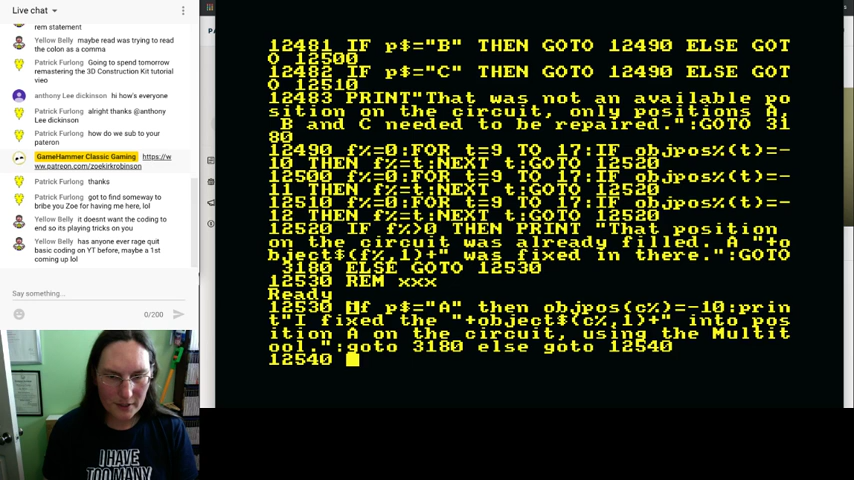 Live chat
rem statement
Yellow Belly maybe read was trying to
read the colon as a comma
Patrick Furlong Going to spend tomorrow
remastering the 3D Construction Kit tutorial
vieo
anthony Lee dickinson hi how's everyone
Patrick Furlong alright thanks @anthony
Lee dickinson
Patrick Furlong how do we sub to your
pateron
GameHammer Classic Gaming https://w
ww.patreon.com/zoekirkrobinson
Patrick Furlong thanks
Patrick Furlong got to find someway to
bribe you Zoe for having me here, lol
Yellow Belly it doesnt want the coding to
end so its playing tricks on you
Yellow Belly has anyone ever rage quit
basic coding on YT before, maybe a 1st
coming up lol
Say something...
0/200
I HAVE
TOO MANY
PA
12481 IF p$="B" THEN GOTO 12490 ELSE GOT
O 12500
12482 IF p$="C" THEN GOTO 12490 ELSE GOT
O 12510
12483 PRINT"That was not an available po
sition on the circuit, only positions A,
B and C needed to be repaired.":GOTO 31
80
12490 f%=0:FOR t=9 TO 17:IF objpos%(t)=-
10 THEN f%=t:NEXT t:GOTO 12520
12500 f%=0:FOR t=9 TO 17:IF objpos%(t)=-
11 THEN f%=t:NEXT t:GOTO 12520
12510 f%=0:FOR t=9 TO 17:IF objpos%(t)=-
12 THEN f%=t:NEXT t:GOTO 12520
12520 IF f%>0 THEN PRINT "That position
on the circuit was already filled. A "+o
bject$(f%,1)+" was fixed in there.":GOTO
3180 ELSE GOTO 12530
12530 REM xxx
Ready
12530 if p$="A" then objpos(c%)=-10:prin
t"I fixed the "+object$(c%,1)+" into pos
ition A on the circuit, using the Multit
ool.":goto 3180 else goto 12540
12540